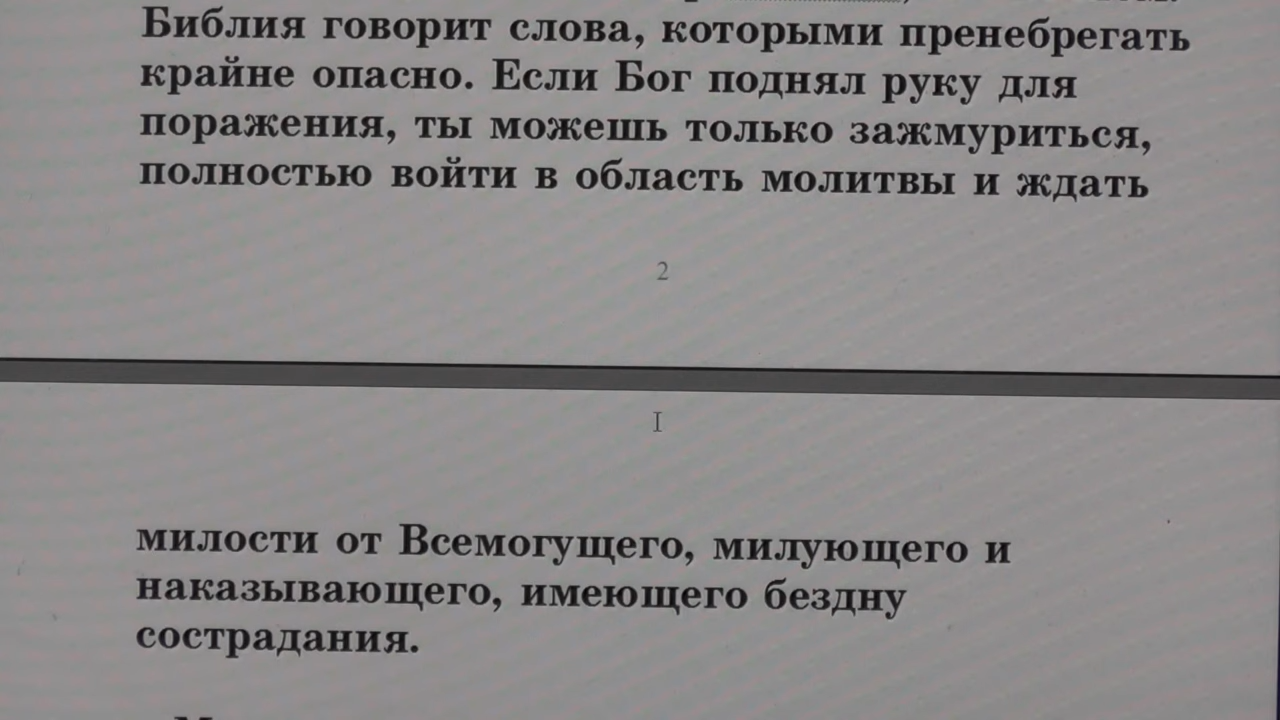 Библия говорит слова, которыми пренебрегать
крайне опасно. Если Бог поднял руку для
поражения, ты можешь только зажмуриться,
полностью войти в область молитвы и ждать
2
милости от Всемогущего, милующего и
наказывающего, имеющего бездну
сострадания.